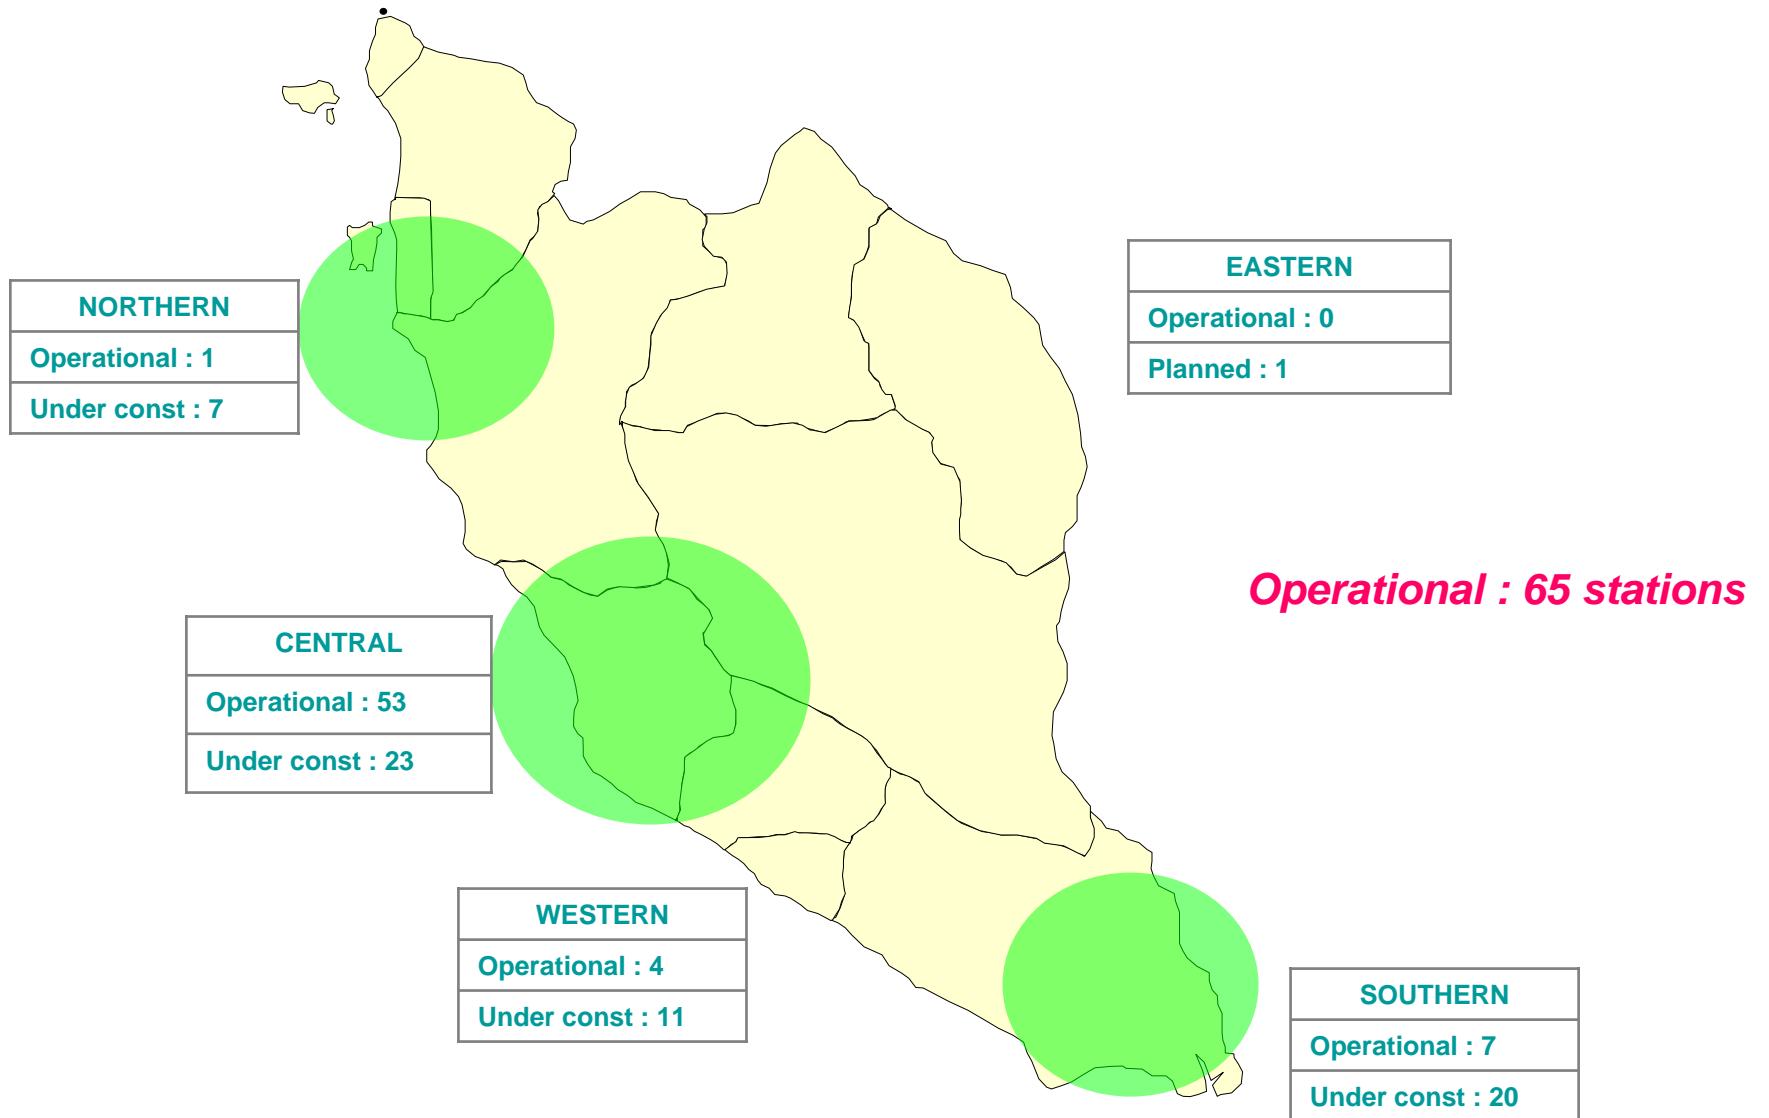 EASTERN
Operational : 0
Planned : 1
NORTHERN
Operational : 1
Under const : 7
Operational : 65 stations
CENTRAL
Operational : 53
Under const : 23
WESTERN
Operational : 4
Under const : 11
SOUTHERN
Operational : 7
Under const : 20